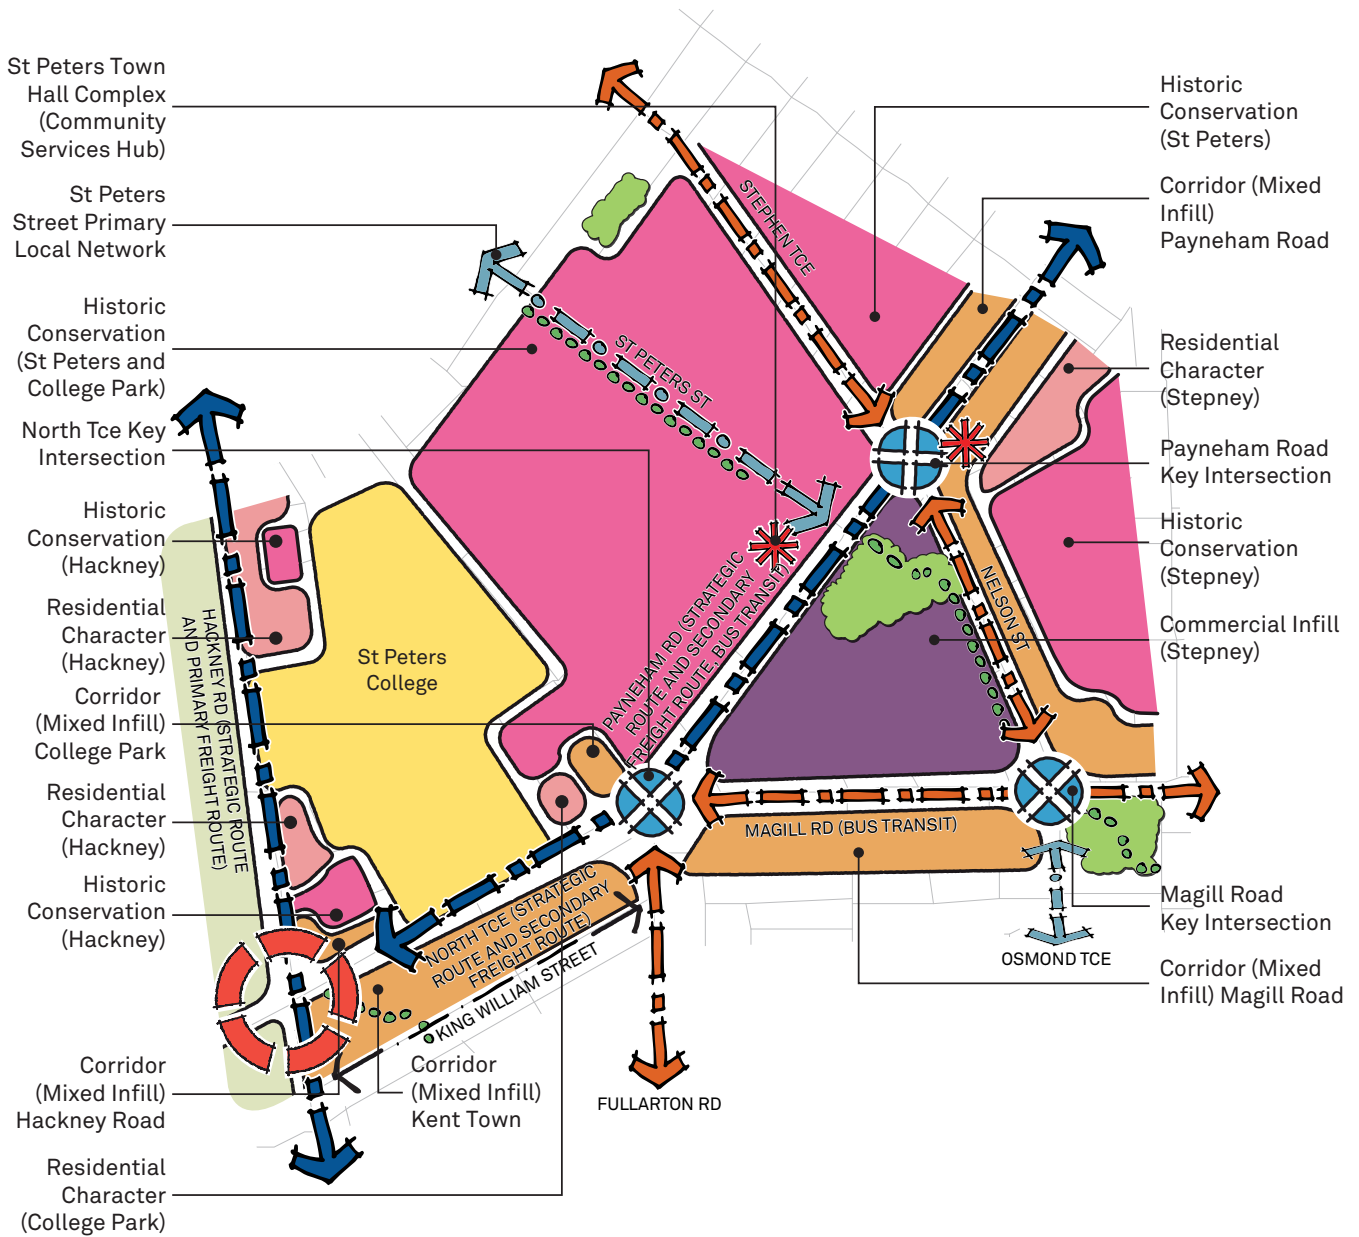 St Peters Town
Hall Complex
(Community
Services Hub)
St Peters
Street Primary
Local Network
Historic
Conservation
(St Peters and
College Park)
North Tce Key
Intersection
Historic
Conservation
(Hackney)
Residential
Character
(Hackney)
Corridor
(Mixed Infill)
College Park
Residential
Character
(Hackney)
Historic
Conservation
(Hackney)
Corridor
(Mixed Infill)
Hackney Road
Residential
Character
(College Park)
Corridor
(Mixed Infill)
Kent Town
STEPHEN TCE
ST PETERS ST
St Peters
College
HACKNEY RD (STRATEGIC ROUTE
AND PRIMARY FREIGHT ROUTE)
PAYNEHAM RD (STRATEGIC
ROUTE AND SECONDARY
FREIGHT ROUTE, BUS TRANSIT)
NELSON ST
MAGILL RD (BUS TRANSIT)
NORTH TCE (STRATEGIC
ROUTE AND SECONDARY
FREIGHT ROUTE)
KING WILLIAM STREET
FULLARTON RD
OSMOND TCE
Historic
Conservation
(St Peters)
Corridor (Mixed
Infill)
Payneham Road
Residential
Character
(Stepney)
Payneham Road
Key Intersection
Historic
Conservation
(Stepney)
Commercial Infill
(Stepney)
Magill Road
Key Intersection
Corridor (Mixed
Infill) Magill Road